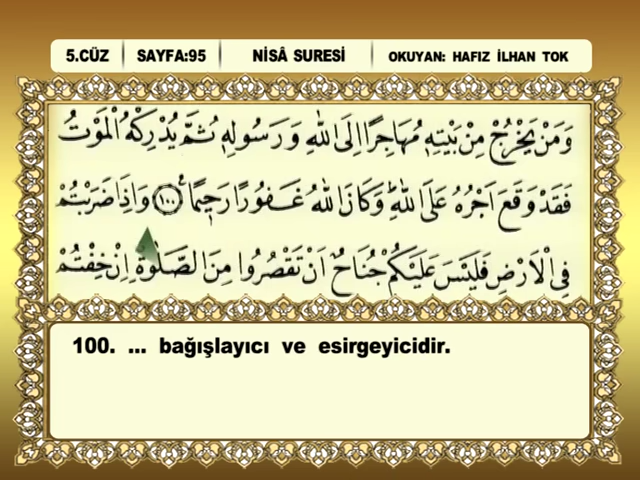 5.CÜZ SAYFA:95 NİSÂ SURESİ OKUYAN: HAFIZ İLHAN TOK
وَمَنْ يَخْرُجْ مِنْ بَيْتِهِ مُهَاجِرًا اِلَى اللّٰهِ وَرَسُولِهِ ثُمَّ يُدْرِكْهُ الْمَوْتُ
فَقَدْ وَقَعَ اَجْرُهُ عَلَى اللّٰهِ وَكَانَ اللّٰهُ غَفُورًا رَحِيمًا ١٠٠ وَاِذَا ضَرَبْتُمْ
فِى الْاَرْضِ فَلَيْسَ عَلَيْكُمْ جُنَاحٌ اَنْ تَقْصُرُوا مِنَ الصَّلٰوةِ اِنْ خِفْتُمْ
100. ... bağışlayıcı ve esirgeyicidir.